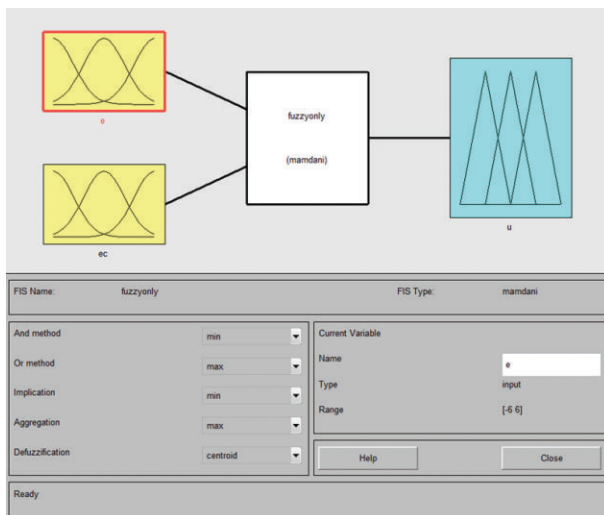 fuzzyonly
(mamdani)
e
ec
u
FIS Name: fuzzyonly FIS Type: mamdani
And method min
Or method max
Implication min
Aggregation max
Defuzzification centroid
Current Variable
Name e
Type input
Range [-6 6]
Help Close
Ready